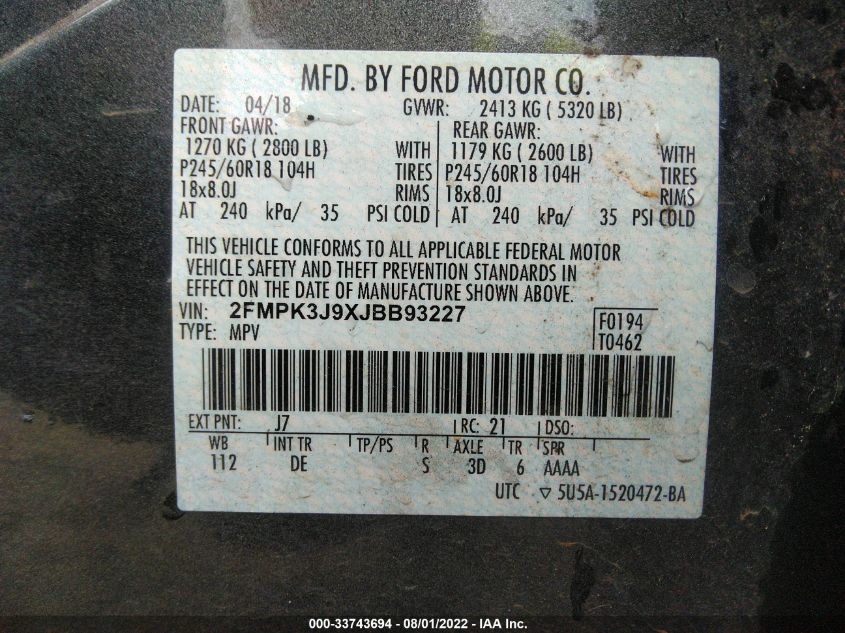 MFD. BY FORD MOTOR CO.
DATE: 04/18 GVWR: 2413 KG ( 5320 LB)
FRONT GAWR: REAR GAWR:
1270 KG ( 2800 LB) WITH 1179 KG ( 2600 LB) WITH
P245/60R18 104H TIRES P245/60R18 104H TIRES
18x8.0J RIMS 18x8.0J RIMS
AT 240 kPa/ 35 PSI COLD AT 240 kPa/ 35 PSI COLD
THIS VEHICLE CONFORMS TO ALL APPLICABLE FEDERAL MOTOR
VEHICLE SAFETY AND THEFT PREVENTION STANDARDS IN
EFFECT ON THE DATE OF MANUFACTURE SHOWN ABOVE.
VIN: 2FMPK3J9XJBB93227 F0194
TYPE: MPV T0462
EXT PNT: J7 RC: 21 DSO:
WB INT TR TP/PS R AXLE TR SPR
112 DE S 3D 6 AAAA
UTC ▽ 5U5A-1520472-BA
000-33743694 - 08/01/2022 - IAA Inc.